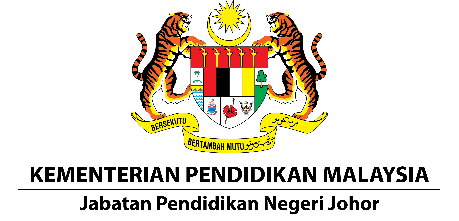 BERSEKUTU
BERTAMBAH MUTU
KEMENTERIAN PENDIDIKAN MALAYSIA
Jabatan Pendidikan Negeri Johor